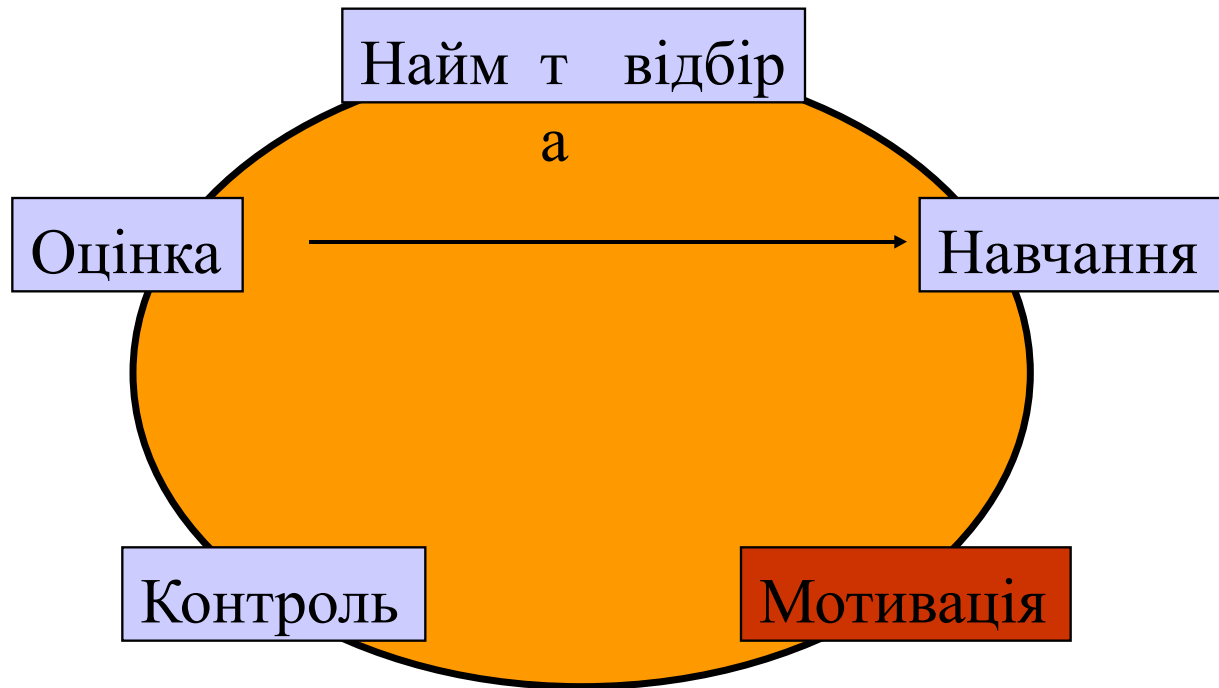 Найм т відбір
а
Оцінка
Навчання
Контроль
Мотивація